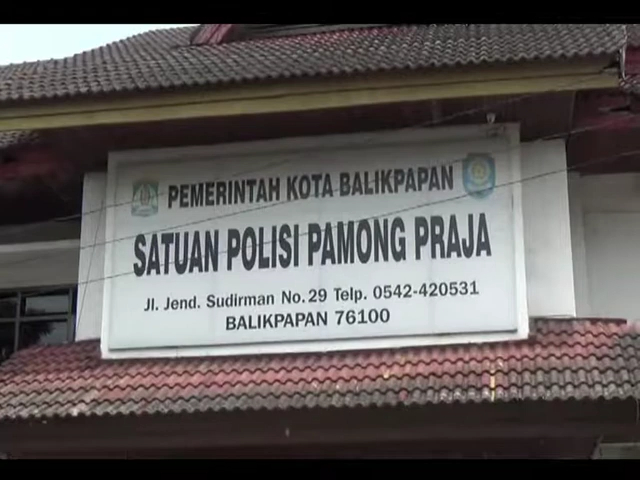 PEMERINTAH KOTA BALIKPAPAN
SATUAN POLISI PAMONG PRAJA
Jl. Jend. Sudirman No. 29 Telp. 0542-420531
BALIKPAPAN 76100